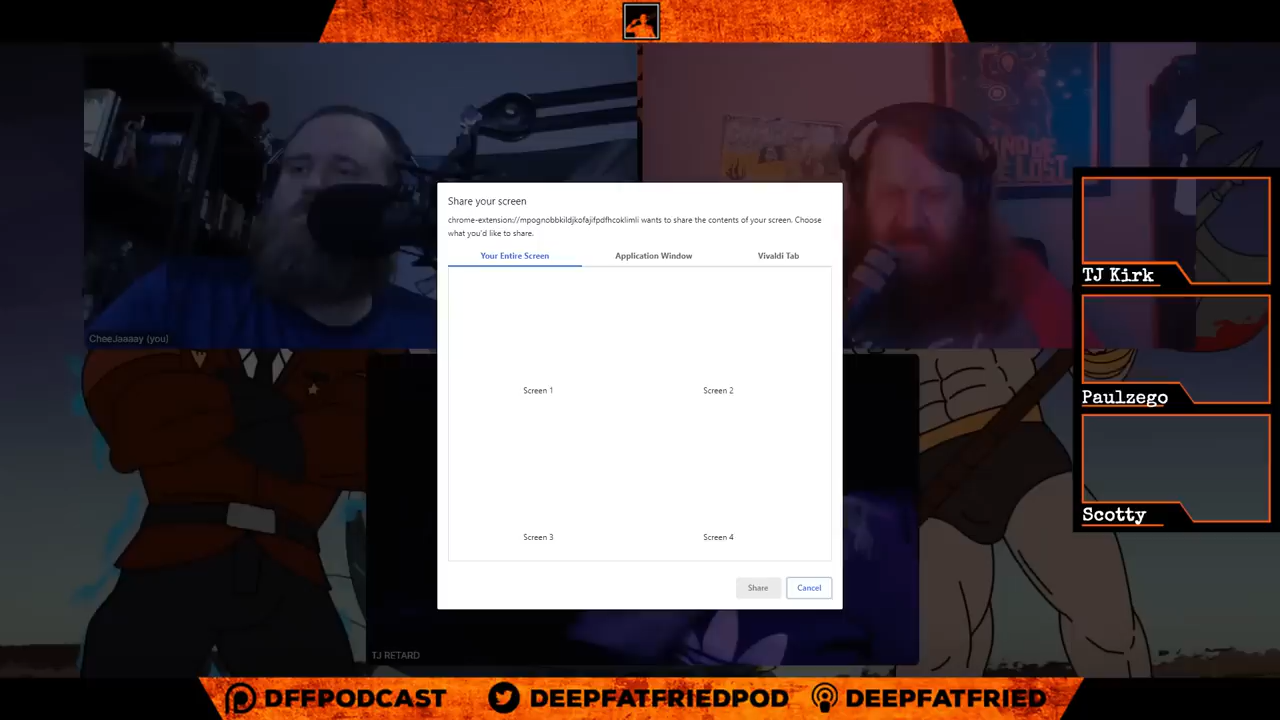 Share your screen
chrome-extension://mpognobbkildjkofajifpdfhcoklimli wants to share the contents of your screen. Choose
what you'd like to share.
Your Entire Screen
Application Window
Vivaldi Tab
Screen 1
Screen 2
Screen 3
Screen 4
Share
Cancel
CheeJaaaay (you)
TJ RETARD
TJ Kirk
Paulzego
Scotty
DFFPODCAST
DEEPFATFRIEDPOD
DEEPFATFRIED